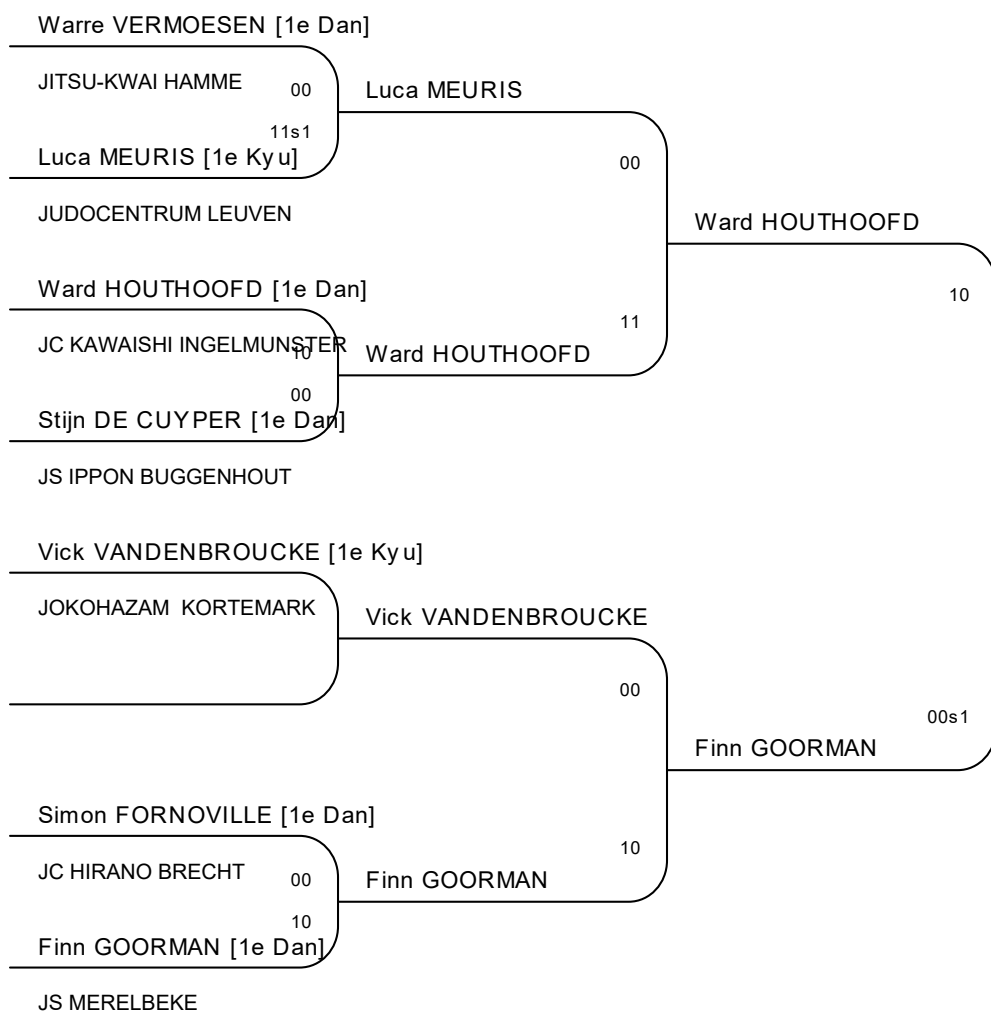 Warre VERMOESEN [1e Dan]
JITSU-KWAI HAMME
00
Luca MEURIS
11s1
Luca MEURIS [1e Kyu]
00
JUDOCENTRUM LEUVEN
Ward HOUTHOOFD
Ward HOUTHOOFD [1e Dan]
10
11
JC KAWAISHI INGELMUNSTER
10
Ward HOUTHOOFD
00
Stijn DE CUYPER [1e Dan]
JS IPPON BUGGENHOUT
Vick VANDENBROUCKE [1e Kyu]
JOKOHAZAM KORTEMARK
Vick VANDENBROUCKE
00
00s1
Finn GOORMAN
Simon FORNOVILLE [1e Dan]
10
JC HIRANO BRECHT
00
Finn GOORMAN
10
Finn GOORMAN [1e Dan]
JS MERELBEKE